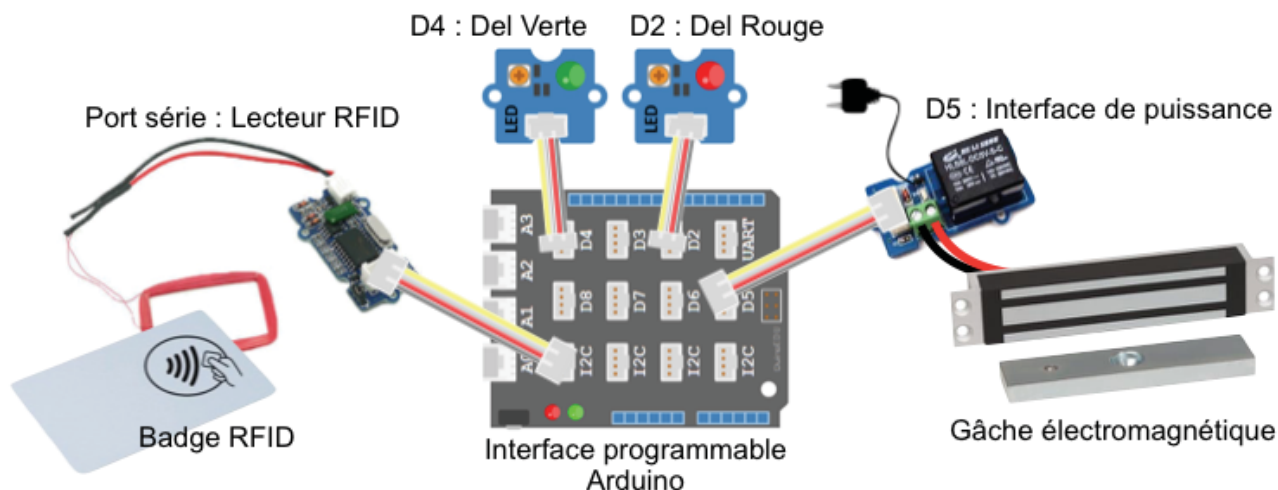 D4 : Del Verte
D2 : Del Rouge
Port série : Lecteur RFID
D5 : Interface de puissance
LED
LED
A3
A2
A1
A0
D4
D3
D2
UART
D8
D7
D6
D5
I2C
I2C
I2C
I2C
Badge RFID
Interface programmable
Arduino
Gâche électromagnétique